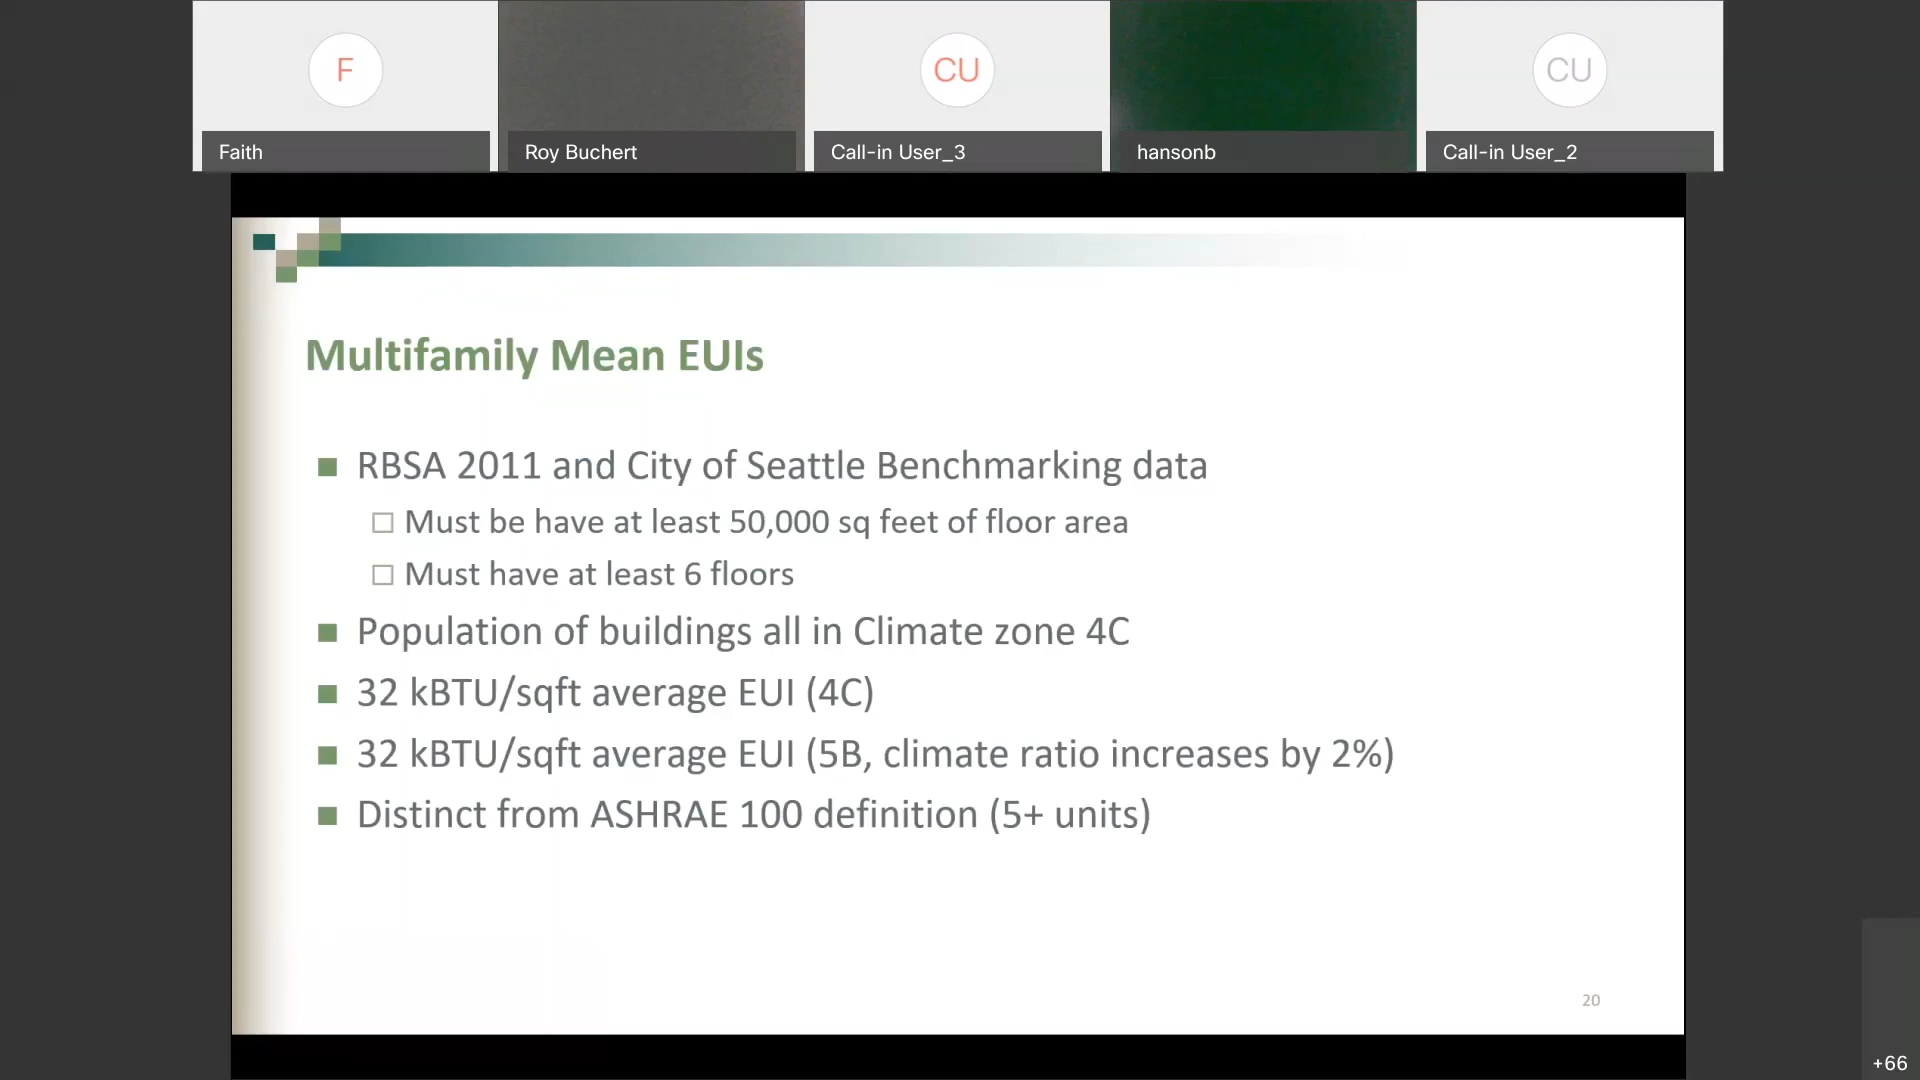 F
CU
CU
Faith
Roy Buchert
Call-in User_3
hansonb
Call-in User_2
Multifamily Mean EUIs
RBSA 2011 and City of Seattle Benchmarking data
Must be have at least 50,000 sq feet of floor area
Must have at least 6 floors
Population of buildings all in Climate zone 4C
32 kBTU/sqft average EUI (4C)
32 kBTU/sqft average EUI (5B, climate ratio increases by 2%)
Distinct from ASHRAE 100 definition (5+ units)
20
+66